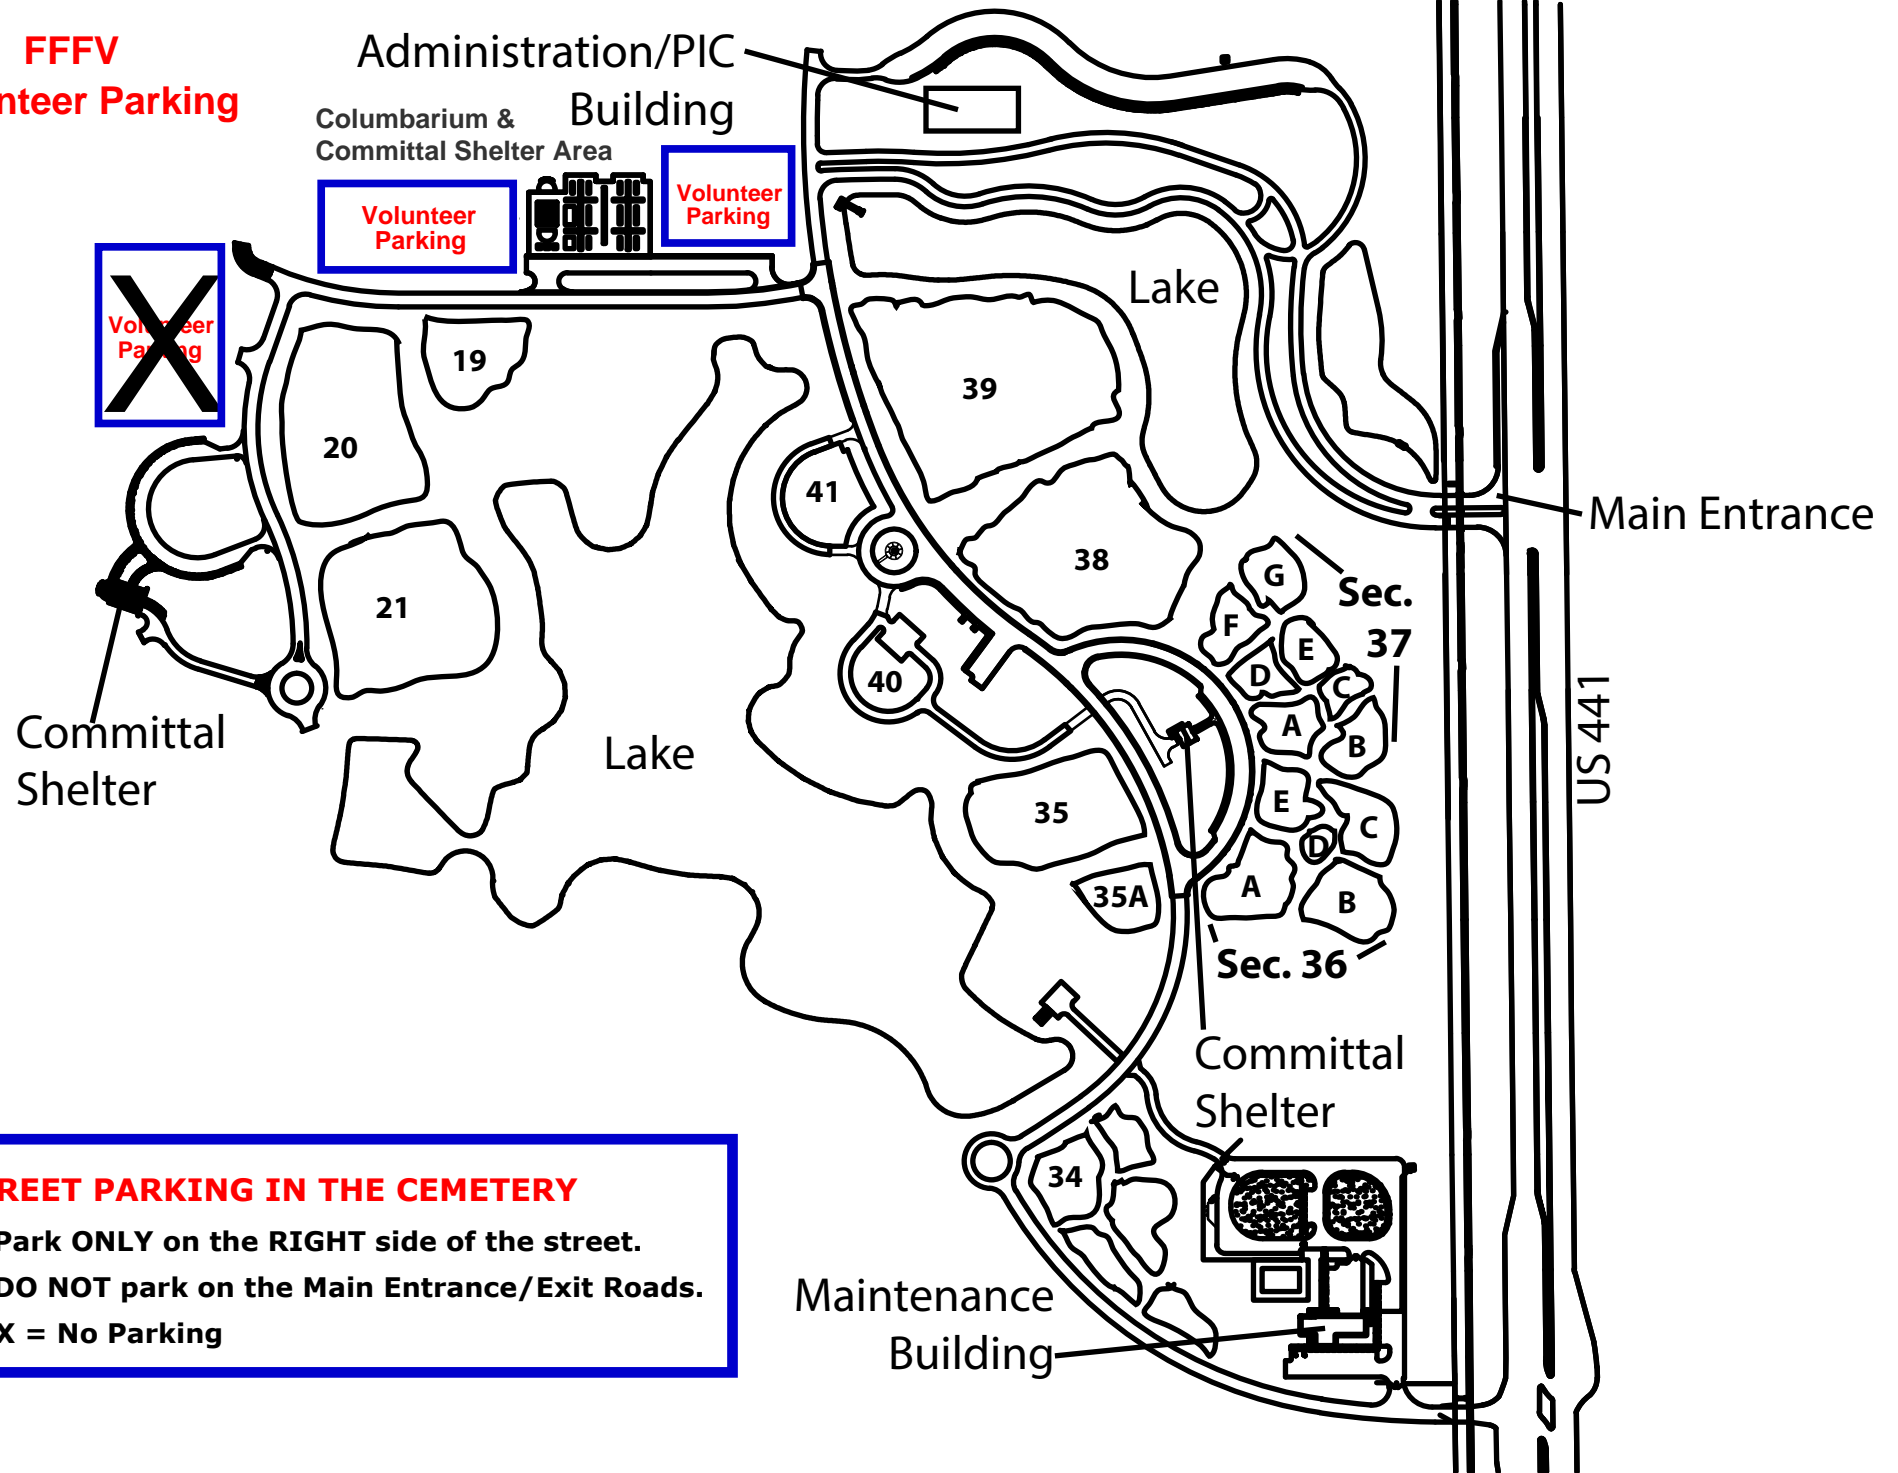 FFFV
nteer Parking
Administration/PIC
Building
Columbarium &
Committal Shelter Area
Volunteer
Parking
Volunteer
Parking
Volunteer
Parking
Lake
19
20
39
41
Main Entrance
38
G
Sec.
37
F
E
D
C
A
B
21
40
US 441
Committal
Shelter
Lake
35
E
C
D
35A
A
B
Sec. 36
Committal
Shelter
34
REET PARKING IN THE CEMETERY
Park ONLY on the RIGHT side of the street.
DO NOT park on the Main Entrance/Exit Roads.
X = No Parking
Maintenance
Building